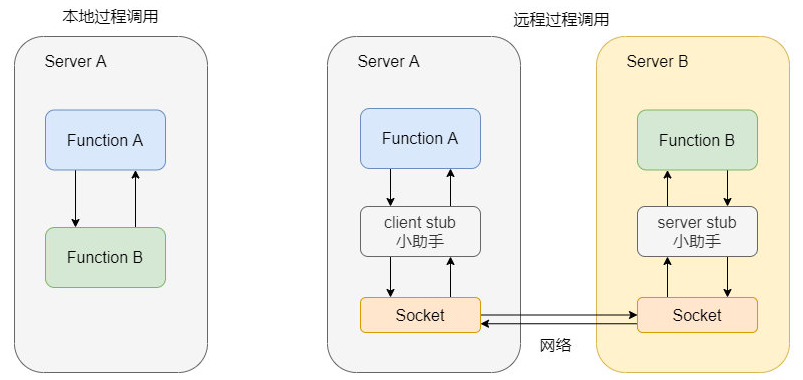 本地过程调用
Server A
Function A
Function B
远程过程调用
Server A
Function A
client stub
小助手
Socket
网络
Server B
Function B
server stub
小助手
Socket